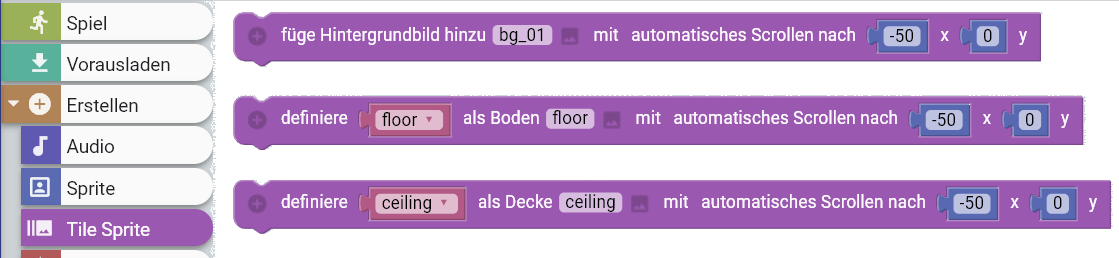 Spiel
Vorausladen
Erstellen
Audio
Sprite
Tile Sprite
füge Hintergrundbild hinzu bg_01 mit automatisches Scrollen nach -50 x 0 y
definiere floor als Boden floor mit automatisches Scrollen nach -50 x 0 y
definiere ceiling als Decke ceiling mit automatisches Scrollen nach -50 x 0 y